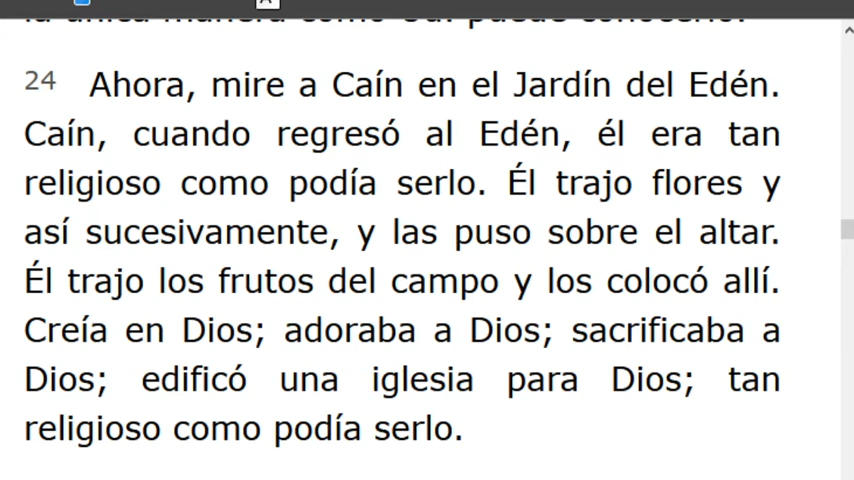 24 Ahora, mire a Caín en el Jardín del Edén.
Caín, cuando regresó al Edén, él era tan
religioso como podía serlo. Él trajo flores y
así sucesivamente, y las puso sobre el altar.
Él trajo los frutos del campo y los colocó allí.
Creía en Dios; adoraba a Dios; sacrificaba a
Dios; edificó una iglesia para Dios; tan
religioso como podía serlo.